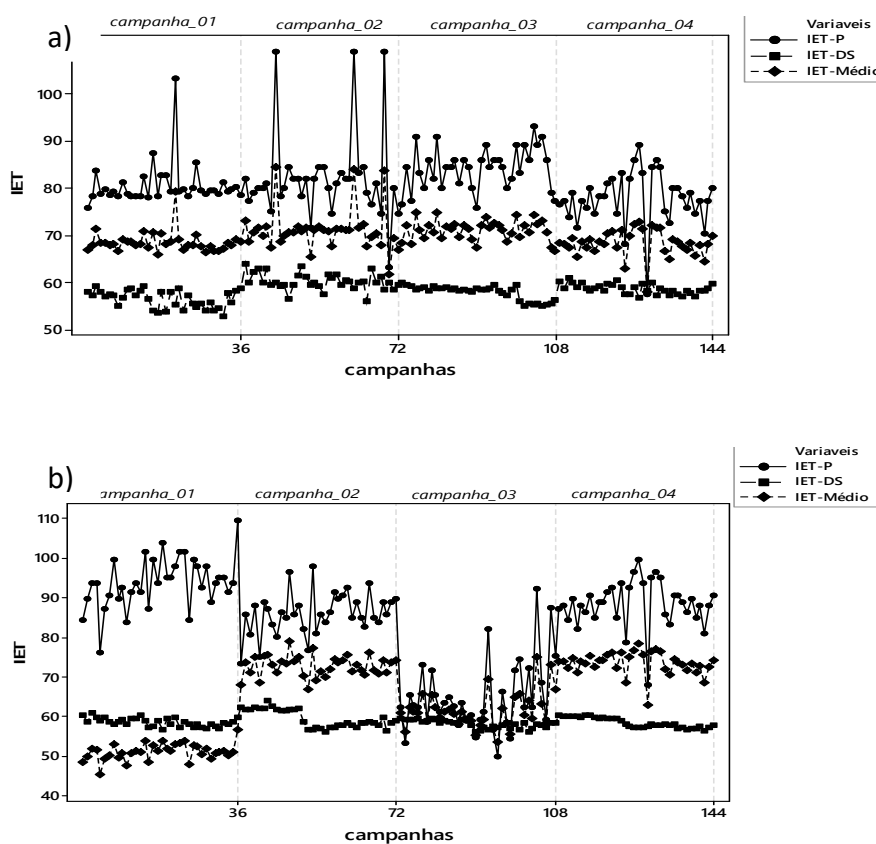 a)
campanha_01 campanha_02 campanha_03 campanha_04
Variaveis
IET-P
IET-DS
IET-Médio
100
90
80
70
60
50
IET
36 72 108 144
campanhas
b)
ampanha_01 campanha_02 campanha_03 campanha_04
Variaveis
IET-P
IET-DS
IET-Médio
110
100
90
80
70
60
50
40
IET
36 72 108 144
campanhas